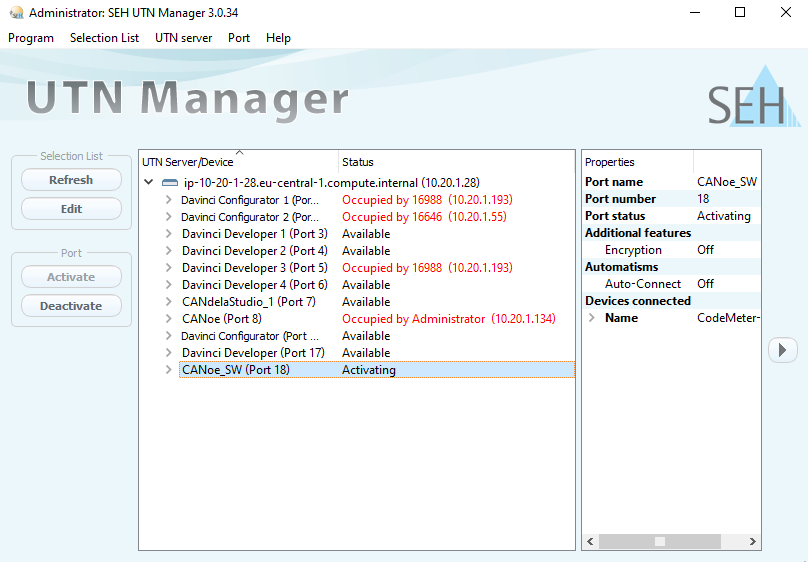 Administrator: SEH UTN Manager 3.0.34
Program Selection List UTN server Port Help
UTN Manager
SEH
Selection List
Refresh
Edit
Port
Activate
Deactivate
UTN Server/Device Status
ip-10-20-1-28.eu-central-1.compute.internal (10.20.1.28)
Davinci Configurator 1 (Por... Occupied by 16988 (10.20.1.193)
Davinci Configurator 2 (Por... Occupied by 16646 (10.20.1.55)
Davinci Developer 1 (Port 3) Available
Davinci Developer 2 (Port 4) Available
Davinci Developer 3 (Port 5) Occupied by 16988 (10.20.1.193)
Davinci Developer 4 (Port 6) Available
CANdelaStudio_1 (Port 7) Available
CANoe (Port 8) Occupied by Administrator (10.20.1.134)
Davinci Configurator (Port ... Available
Davinci Developer (Port 17) Available
CANoe_SW (Port 18) Activating
Properties
Port name CANoe_SW
Port number 18
Port status Activating
Additional features
Encryption Off
Automatisms
Auto-Connect Off
Devices connected
Name CodeMeter-